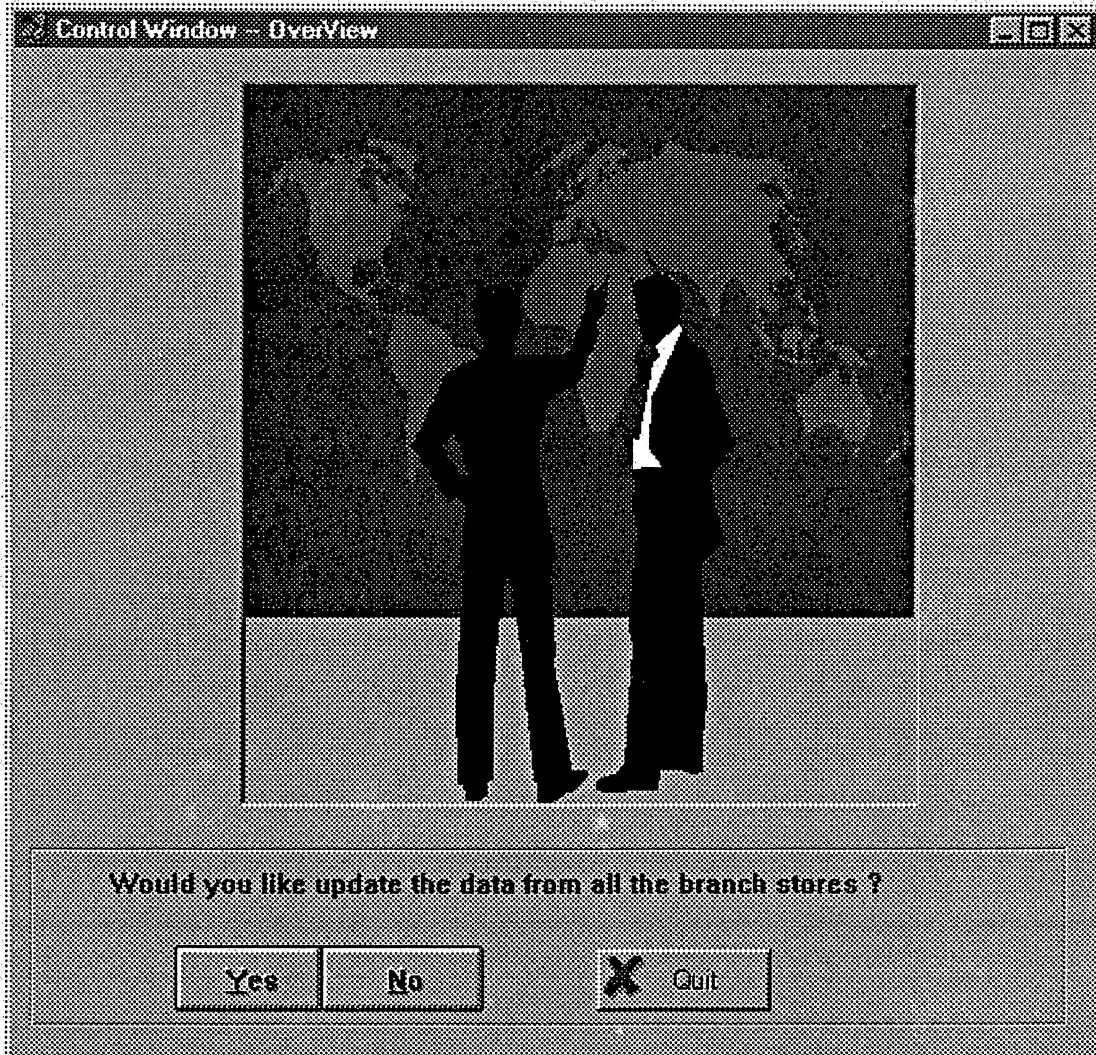 Control Window -- OverView
Would you like update the data from all the branch stores ?
Yes No Quit